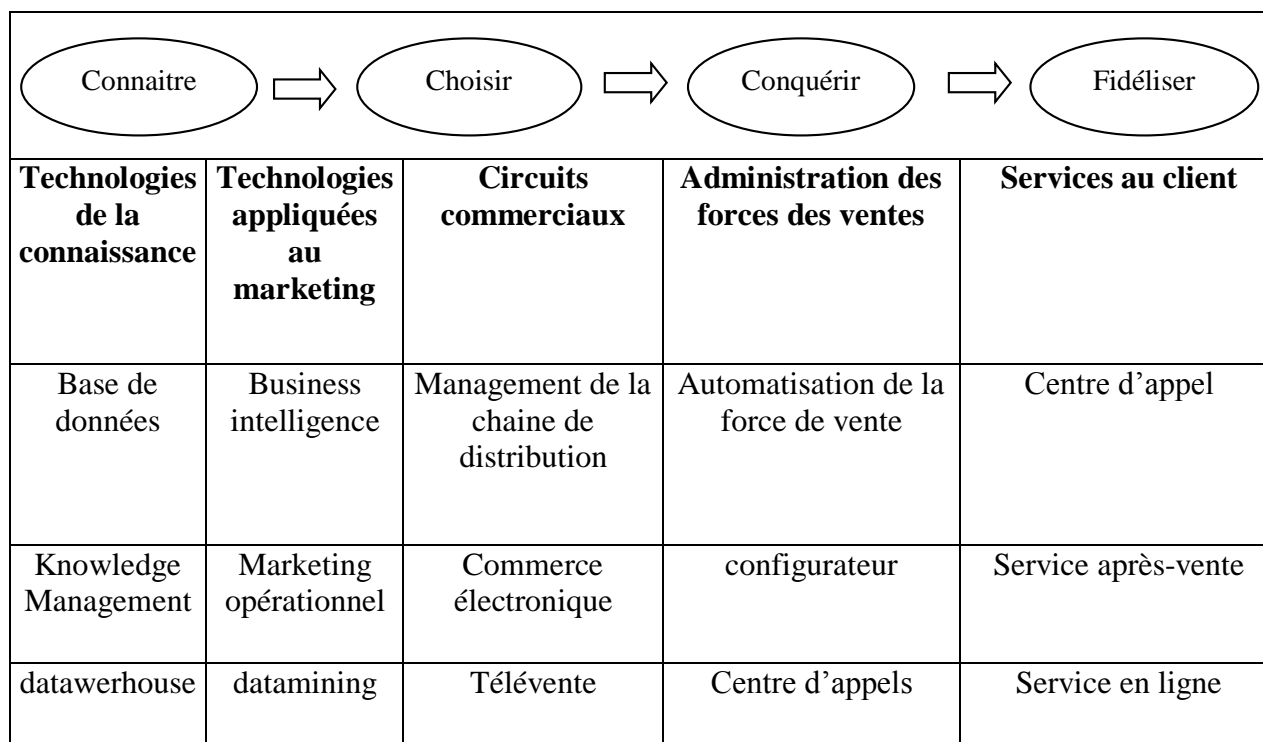 Connaitre
Choisir
Conquérir
Fidéliser
Technologies
de la
connaissance
Technologies
appliquées
au
marketing
Circuits
commerciaux
Administration des
forces des ventes
Services au client
Base de
données
Business
intelligence
Management de la
chaine de
distribution
Automatisation de la
force de vente
Centre d’appel
Knowledge
Management
Marketing
opérationnel
Commerce
électronique
configurateur
Service après-vente
datawerhouse
datamining
Télévente
Centre d’appels
Service en ligne